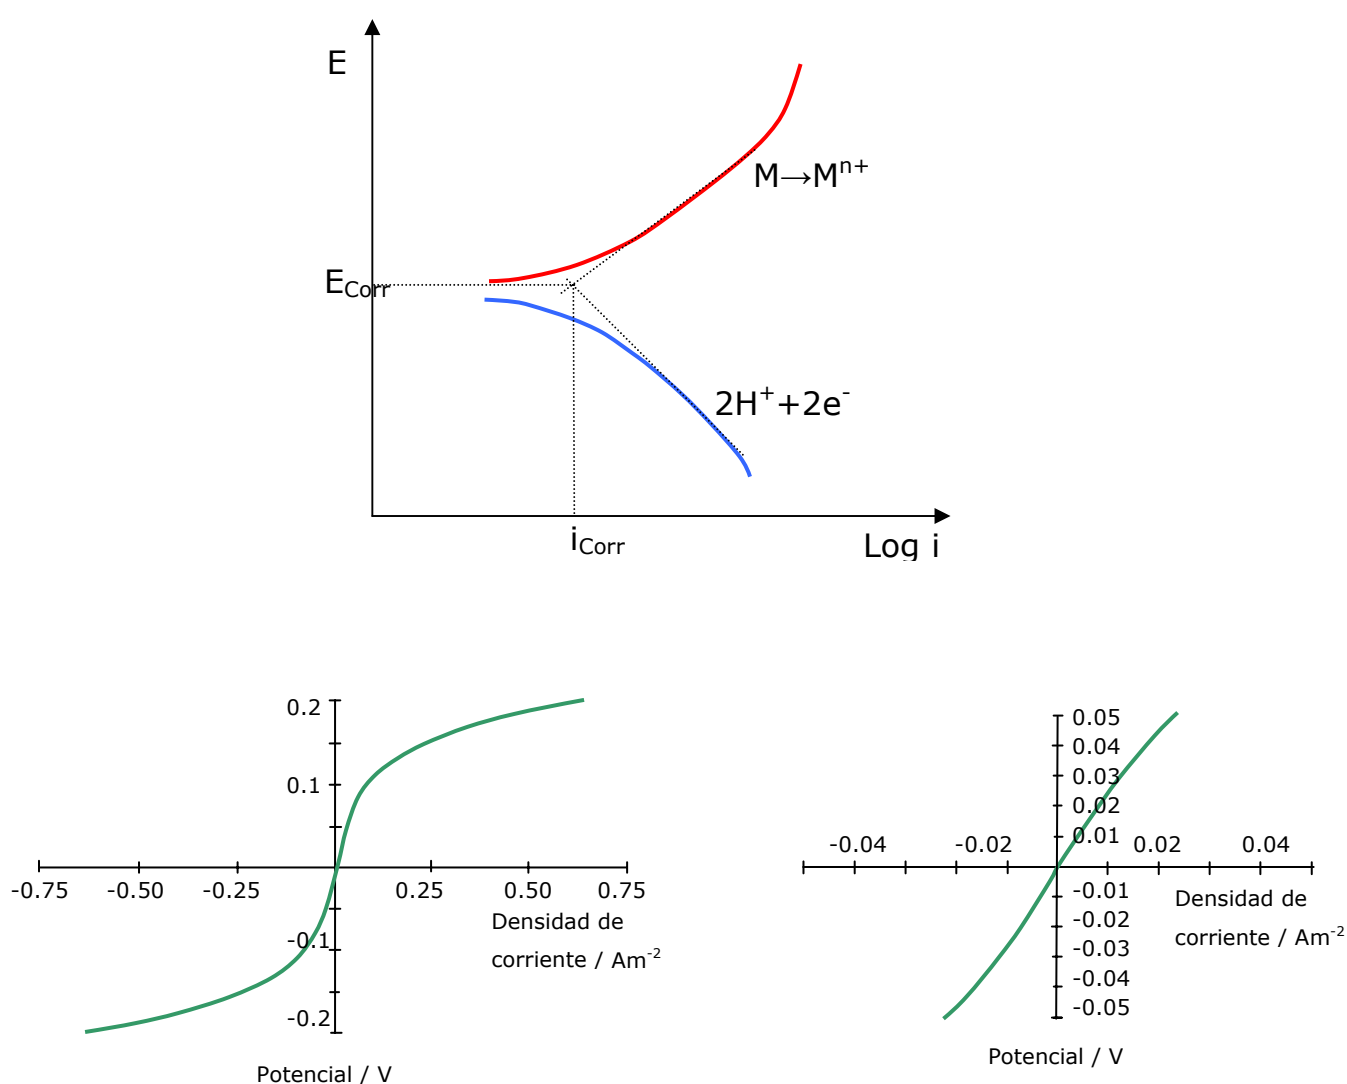 E
M→Mⁿ⁺
E_Corr
2H⁺+2e⁻
i_Corr
Log i
0.2
0.1
-0.75 -0.50 -0.25 0.25 0.50 0.75
Densidad de
corriente / Am⁻²
-0.1
-0.2
Potencial / V
0.05
0.04
0.03
0.02
0.01
-0.04 -0.02 0.02 0.04
-0.01
-0.02
-0.03
-0.04
-0.05
Densidad de
corriente / Am⁻²
Potencial / V